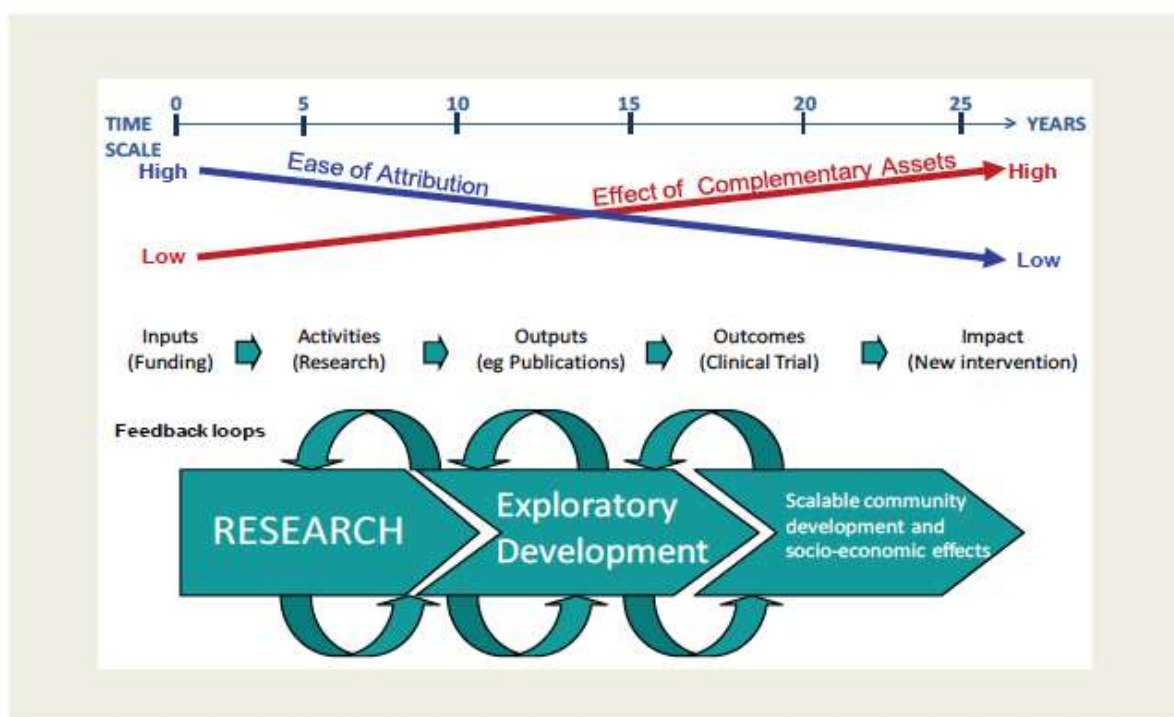 0 5 10 15 20 25
TIME SCALE
YEARS
High
Ease of Attribution
Effect of Complementary Assets
High
Low
Low
Inputs
(Funding)
Activities
(Research)
Outputs
(eg Publications)
Outcomes
(Clinical Trial)
Impact
(New intervention)
Feedback loops
RESEARCH
Exploratory
Development
Scalable community
development and
socio-economic effects